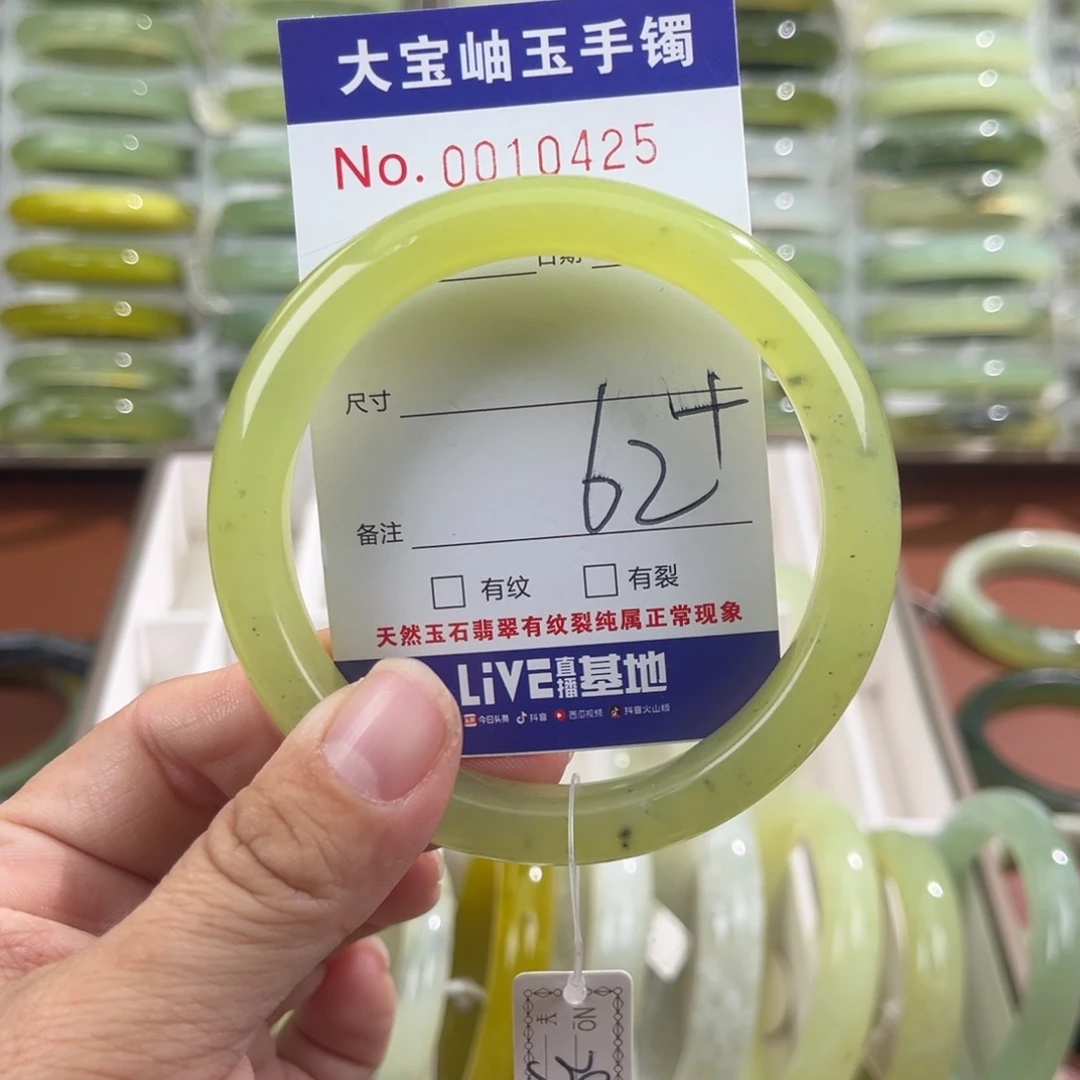 大宝岫玉手镯
No. 0010425
日期
尺寸
62+
备注
□ 有纹 □ 有裂
天然玉石翡翠有纹裂纯属正常现象
LiVE直播基地
今日头条 抖音 西瓜视频 抖音火山版
NO